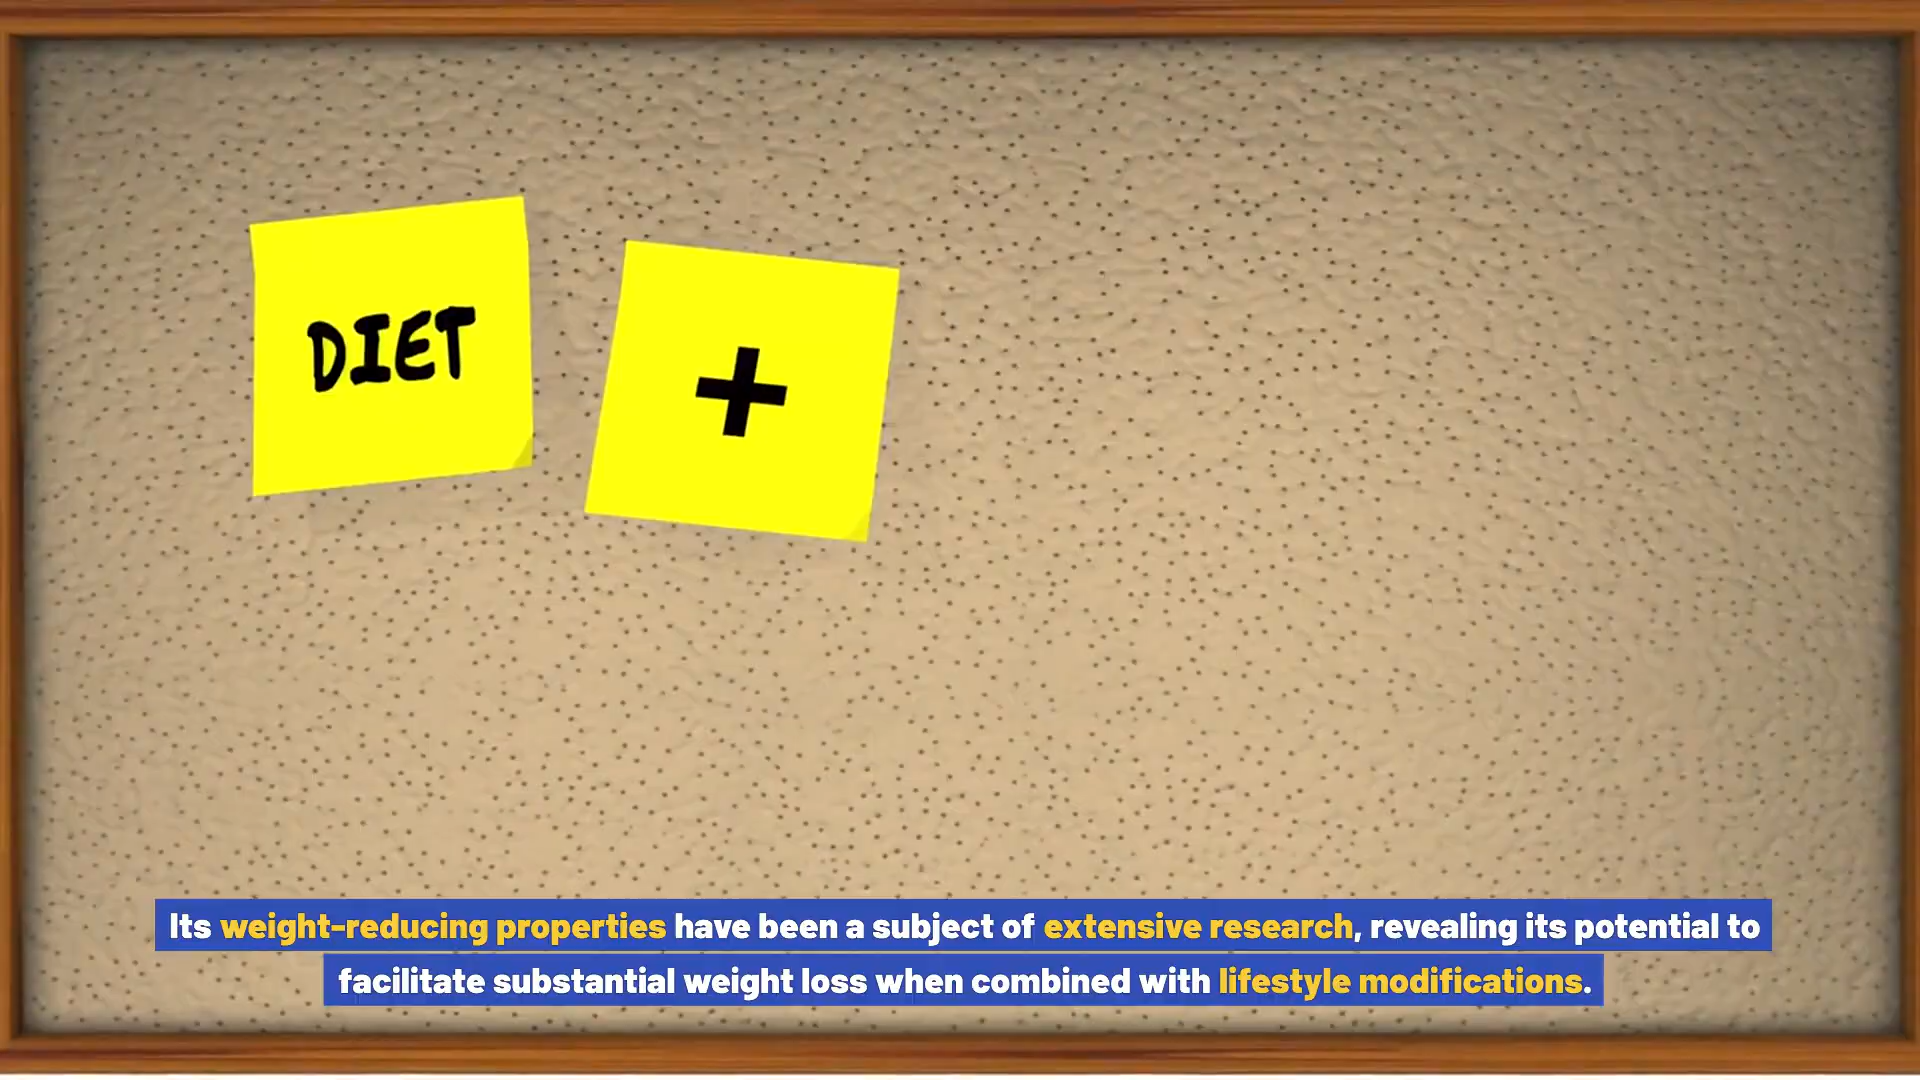 DIET
+
Its weight-reducing properties have been a subject of extensive research, revealing its potential to
facilitate substantial weight loss when combined with lifestyle modifications.